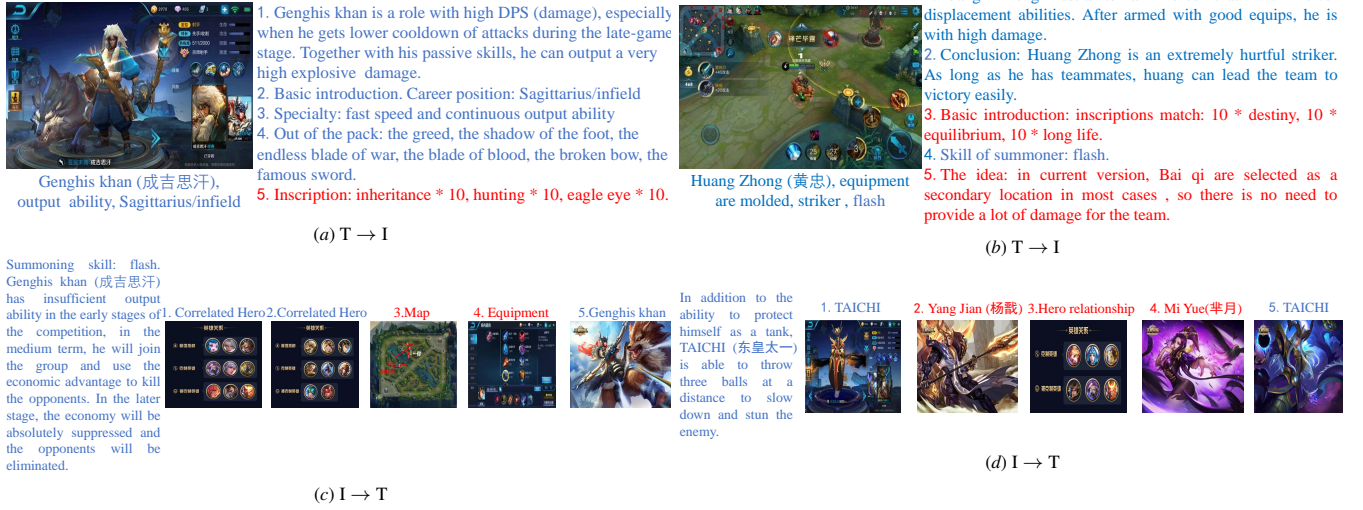 1. Genghis khan is a role with high DPS (damage), especially
when he gets lower cooldown of attacks during the late-game
stage. Together with his passive skills, he can output a very
high explosive damage.
2. Basic introduction. Career position: Sagittarius/infield
3. Specialty: fast speed and continuous output ability
4. Out of the pack: the greed, the shadow of the foot, the
endless blade of war, the blade of blood, the broken bow, the
famous sword.
5. Inscription: inheritance * 10, hunting * 10, eagle eye * 10.
Genghis khan (成吉思汗),
output ability, Sagittarius/infield
(a) T → I
displacement abilities. After armed with good equips, he is
with high damage.
2. Conclusion: Huang Zhong is an extremely hurtful striker.
As long as he has teammates, huang can lead the team to
victory easily.
3. Basic introduction: inscriptions match: 10 * destiny, 10 *
equilibrium, 10 * long life.
4. Skill of summoner: flash.
5. The idea: in current version, Bai qi are selected as a
secondary location in most cases , so there is no need to
provide a lot of damage for the team.
Huang Zhong (黄忠), equipment
are molded, striker , flash
(b) T → I
Summoning skill: flash.
Genghis khan (成吉思汗)
has insufficient output
ability in the early stages of
the competition, in the
medium term, he will join
the group and use the
economic advantage to kill
the opponents. In the later
stage, the economy will be
absolutely suppressed and
the opponents will be
eliminated.
1. Correlated Hero
2.Correlated Hero
3.Map
4. Equipment
5.Genghis khan
英雄关系
英雄关系
(c) I → T
In addition to the
ability to protect
himself as a tank,
TAICHI (东皇太一)
is able to throw
three balls at a
distance to slow
down and stun the
enemy.
1. TAICHI
2. Yang Jian (杨戬)
3.Hero relationship
4. Mi Yue(芈月)
5. TAICHI
英雄关系
(d) I → T